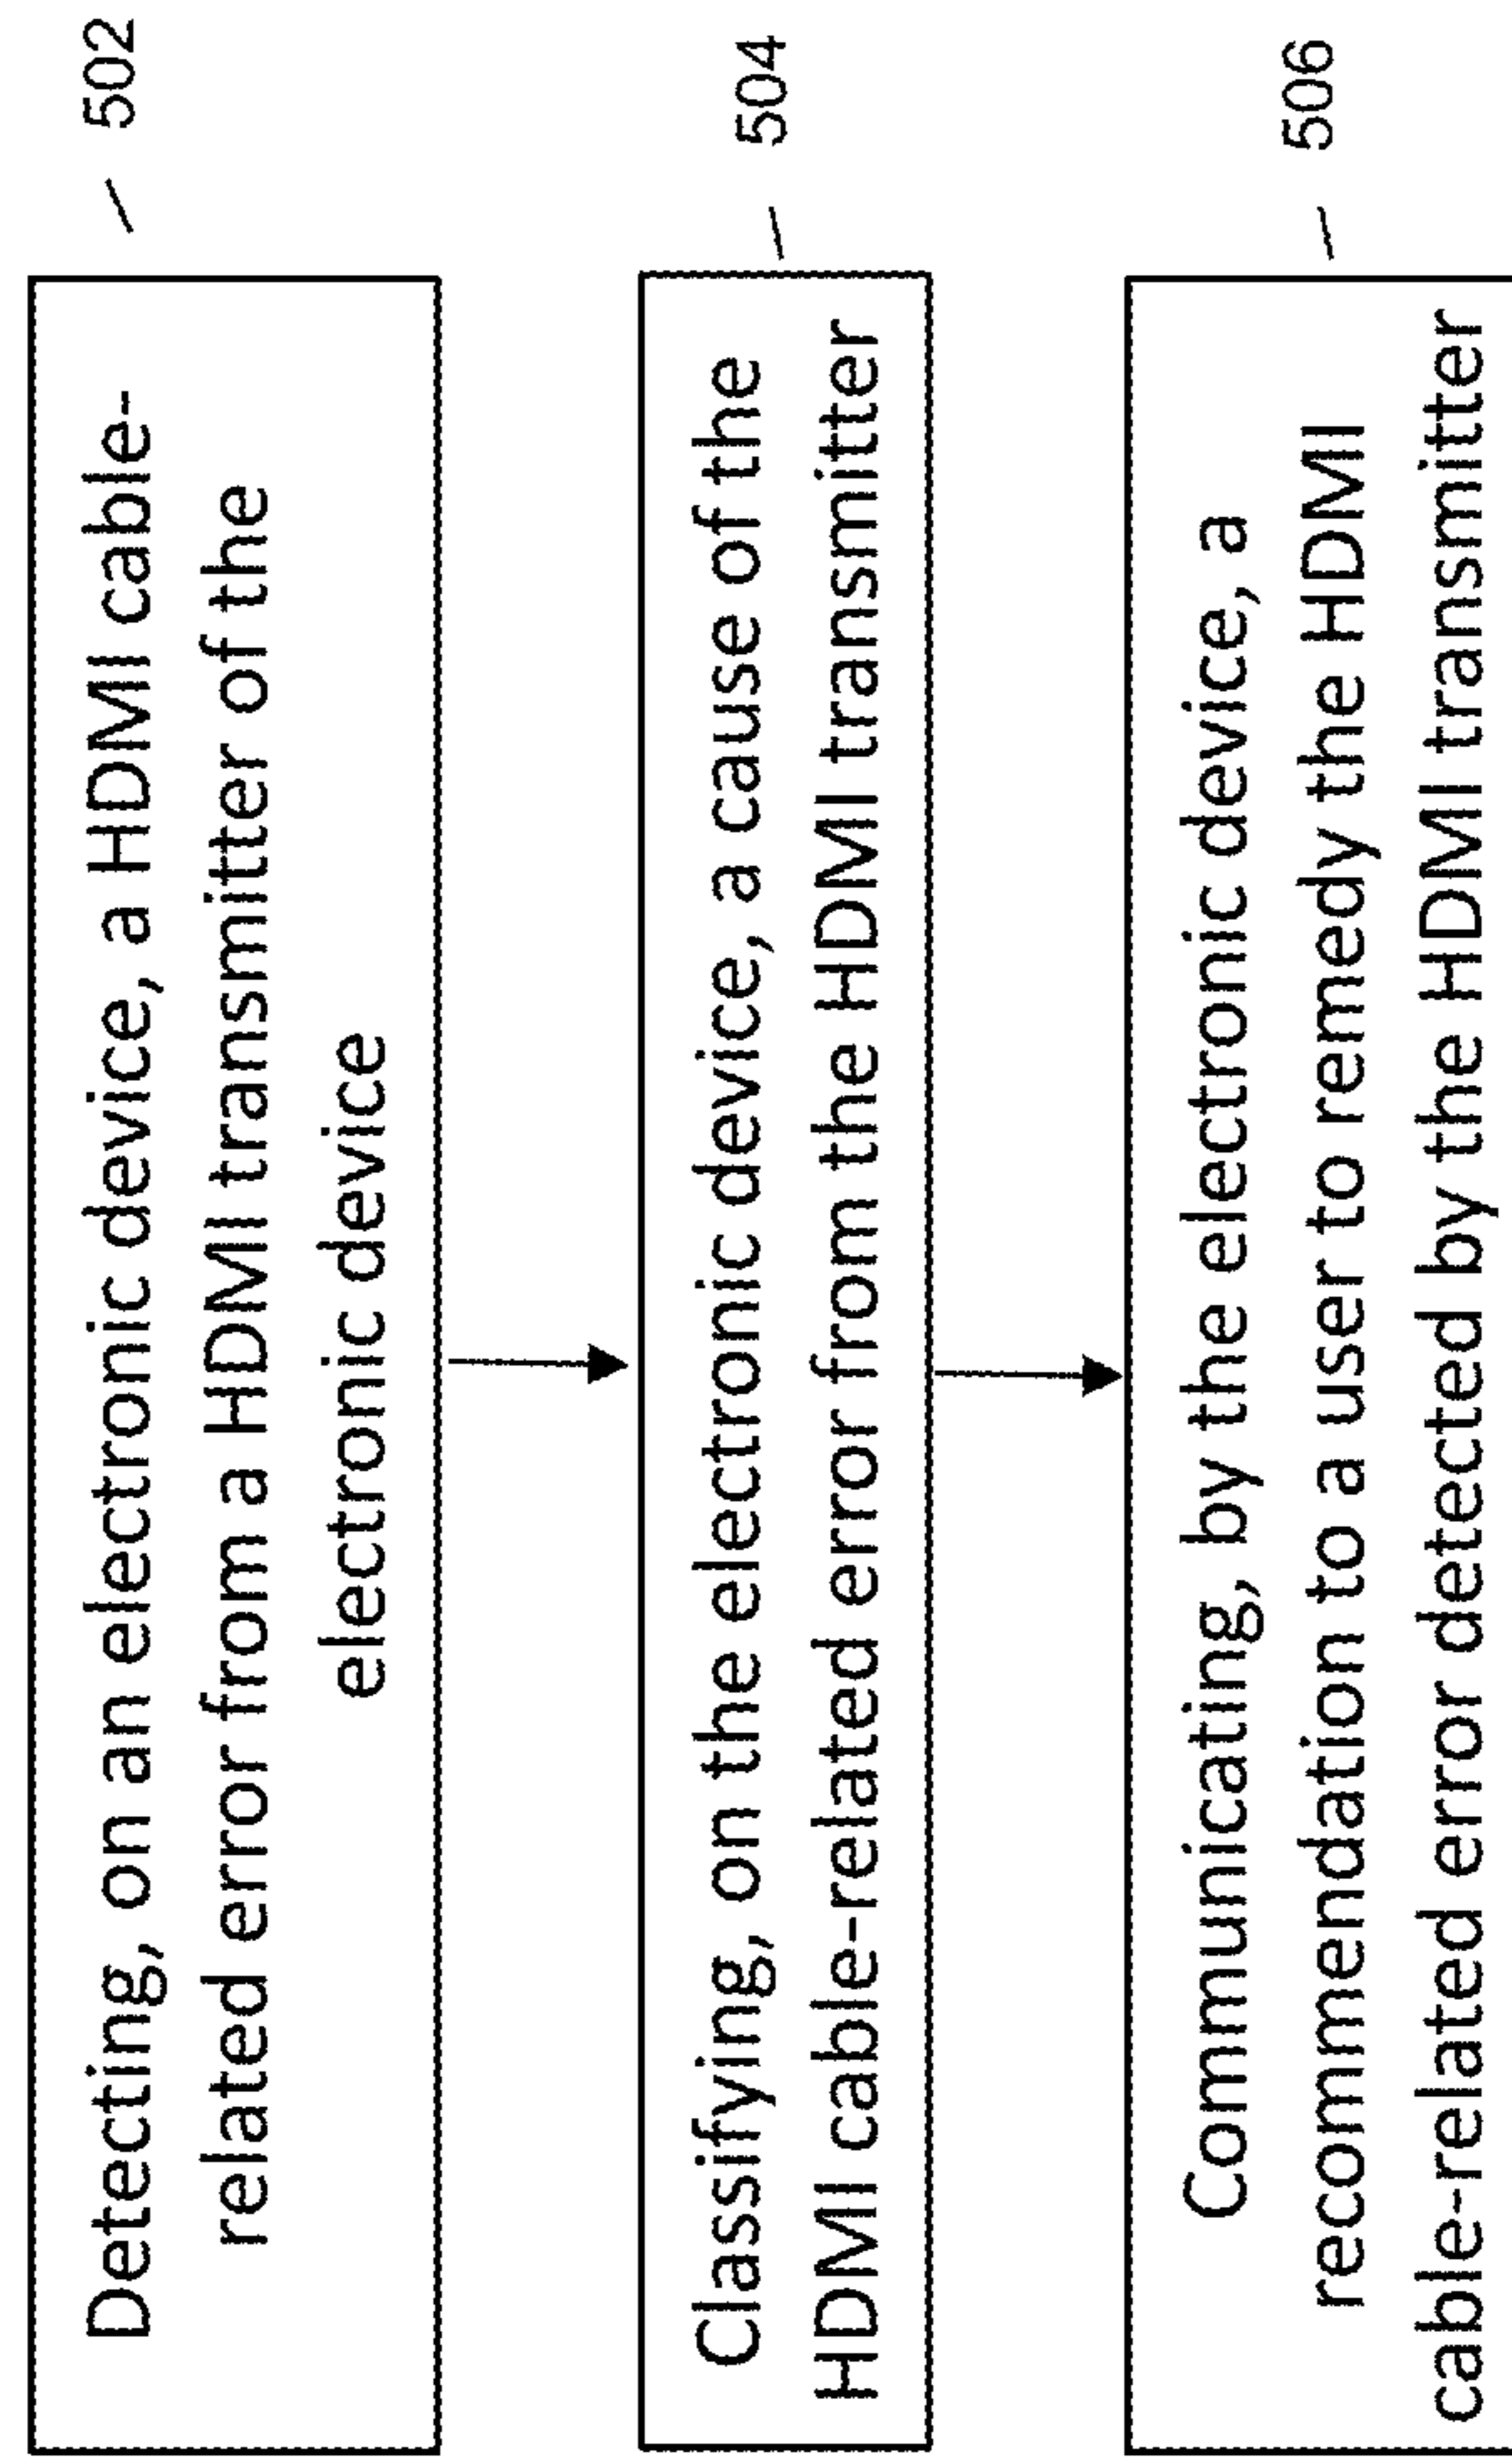 Detecting, on an electronic device, a HDMI cable-
related error from a HDMI transmitter of the
electronic device
502
Classifying, on the electronic device, a cause of the
HDMI cable-related error from the HDMI transmitter
504
Communicating, by the electronic device, a
recommendation to a user to remedy the HDMI
cable-related error detected by the HDMI transmitter
506